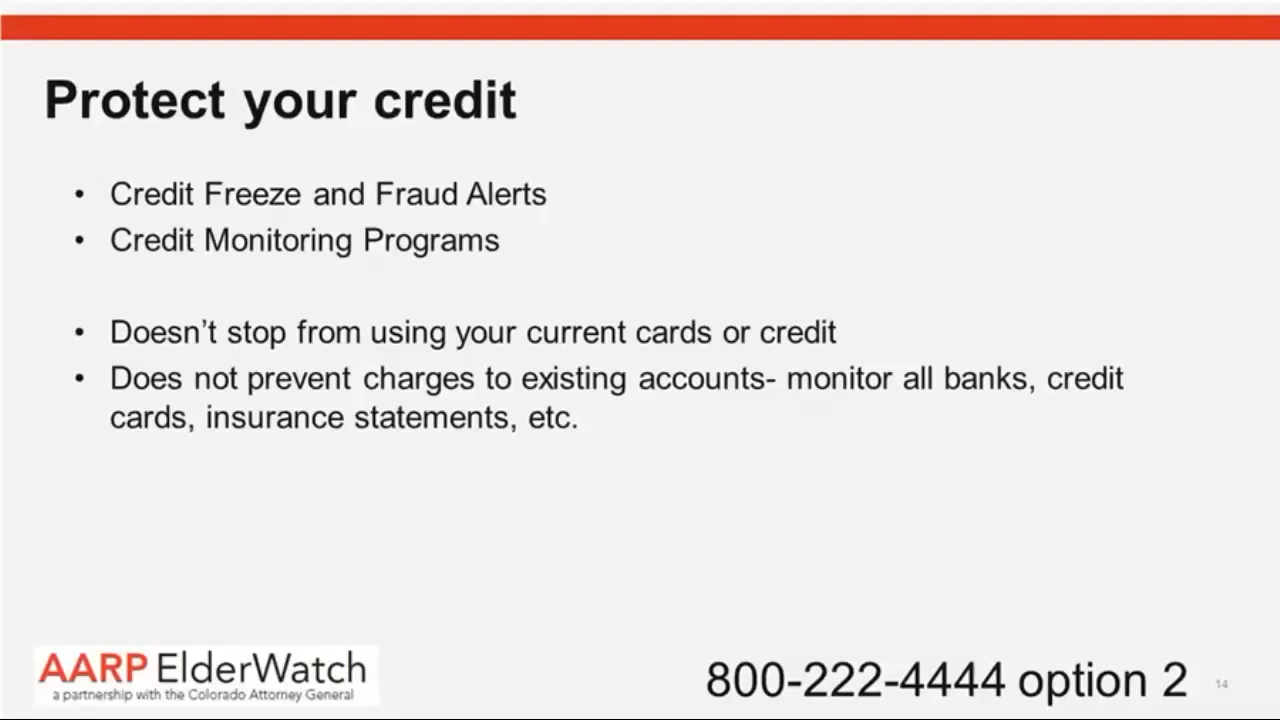 Protect your credit
• Credit Freeze and Fraud Alerts
• Credit Monitoring Programs
• Doesn’t stop from using your current cards or credit
• Does not prevent charges to existing accounts- monitor all banks, credit
cards, insurance statements, etc.
AARP ElderWatch
a partnership with the Colorado Attorney General
800-222-4444 option 2
14